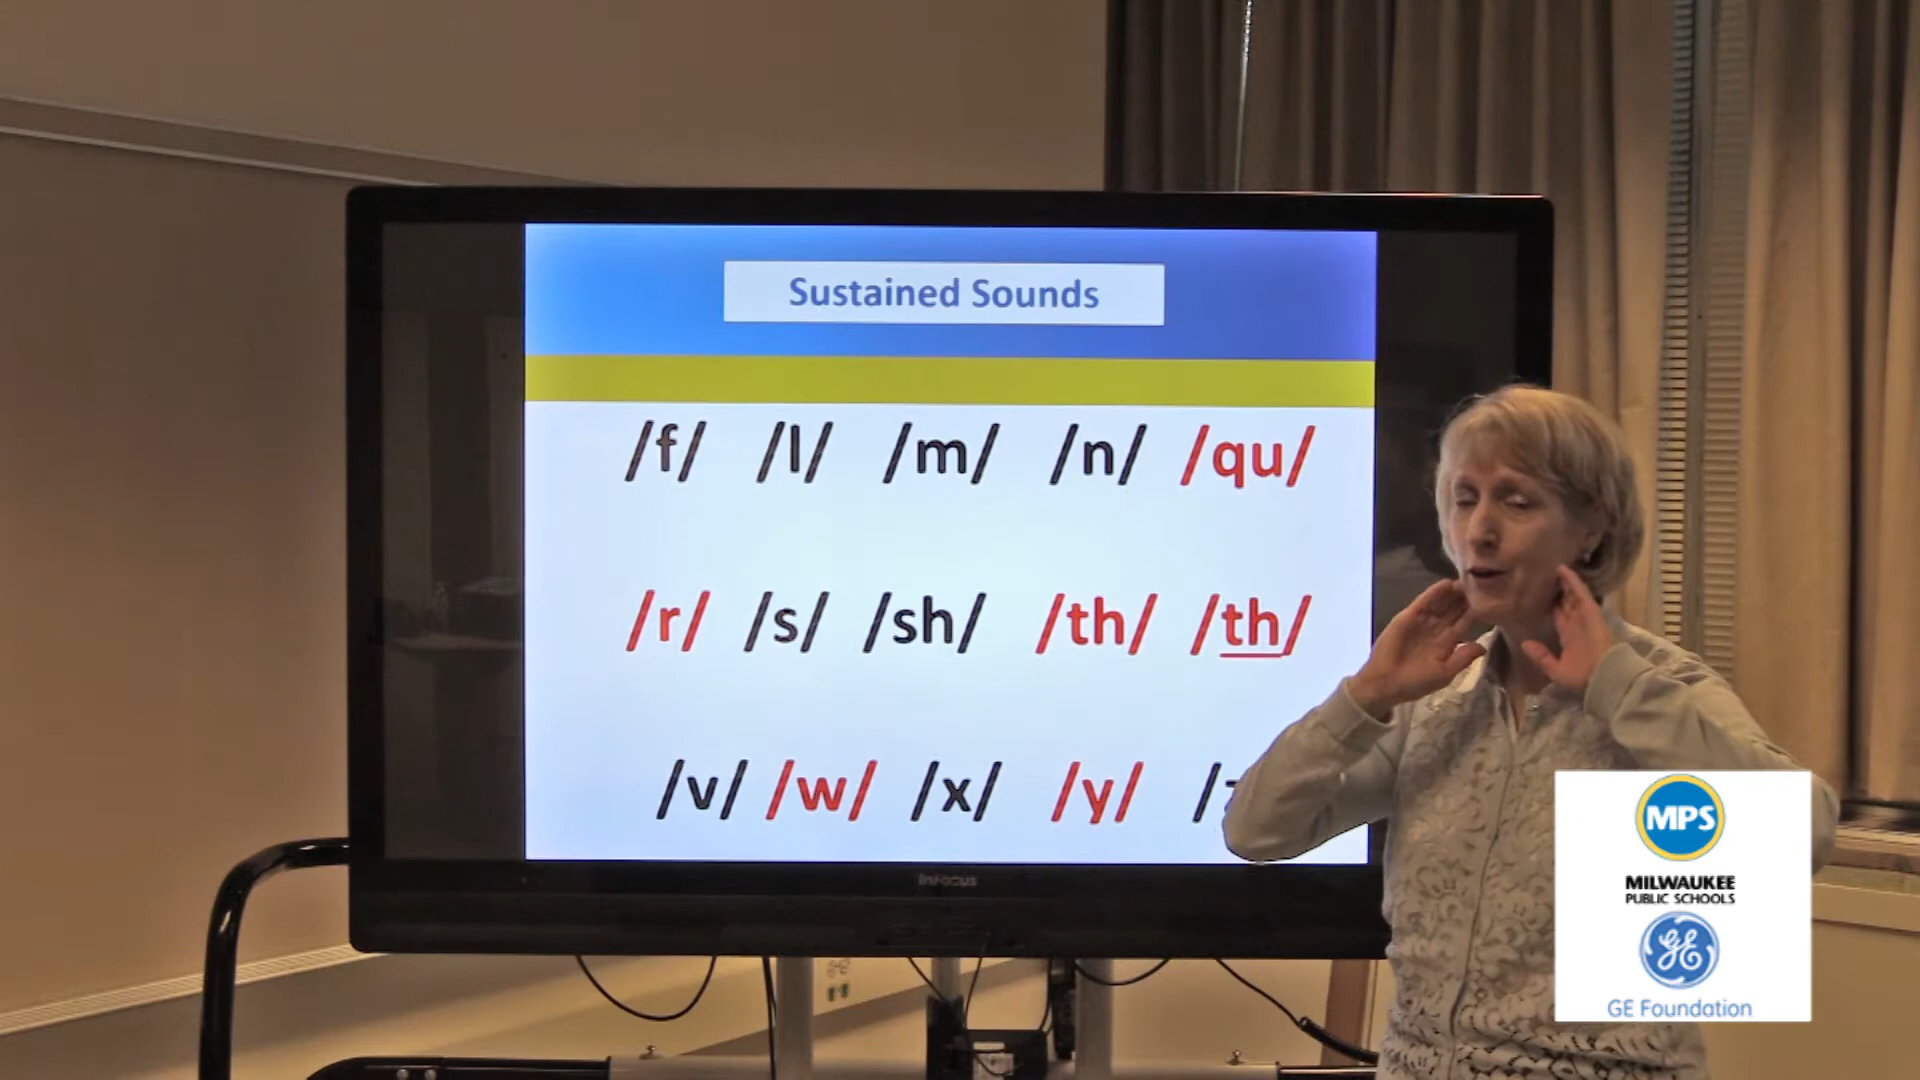 Sustained Sounds
/f/ /l/ /m/ /n/ /qu/
/r/ /s/ /sh/ /th/ /th/
/v/ /w/ /x/ /y/
InFocus
MPS
MILWAUKEE
PUBLIC SCHOOLS
GE
GE Foundation